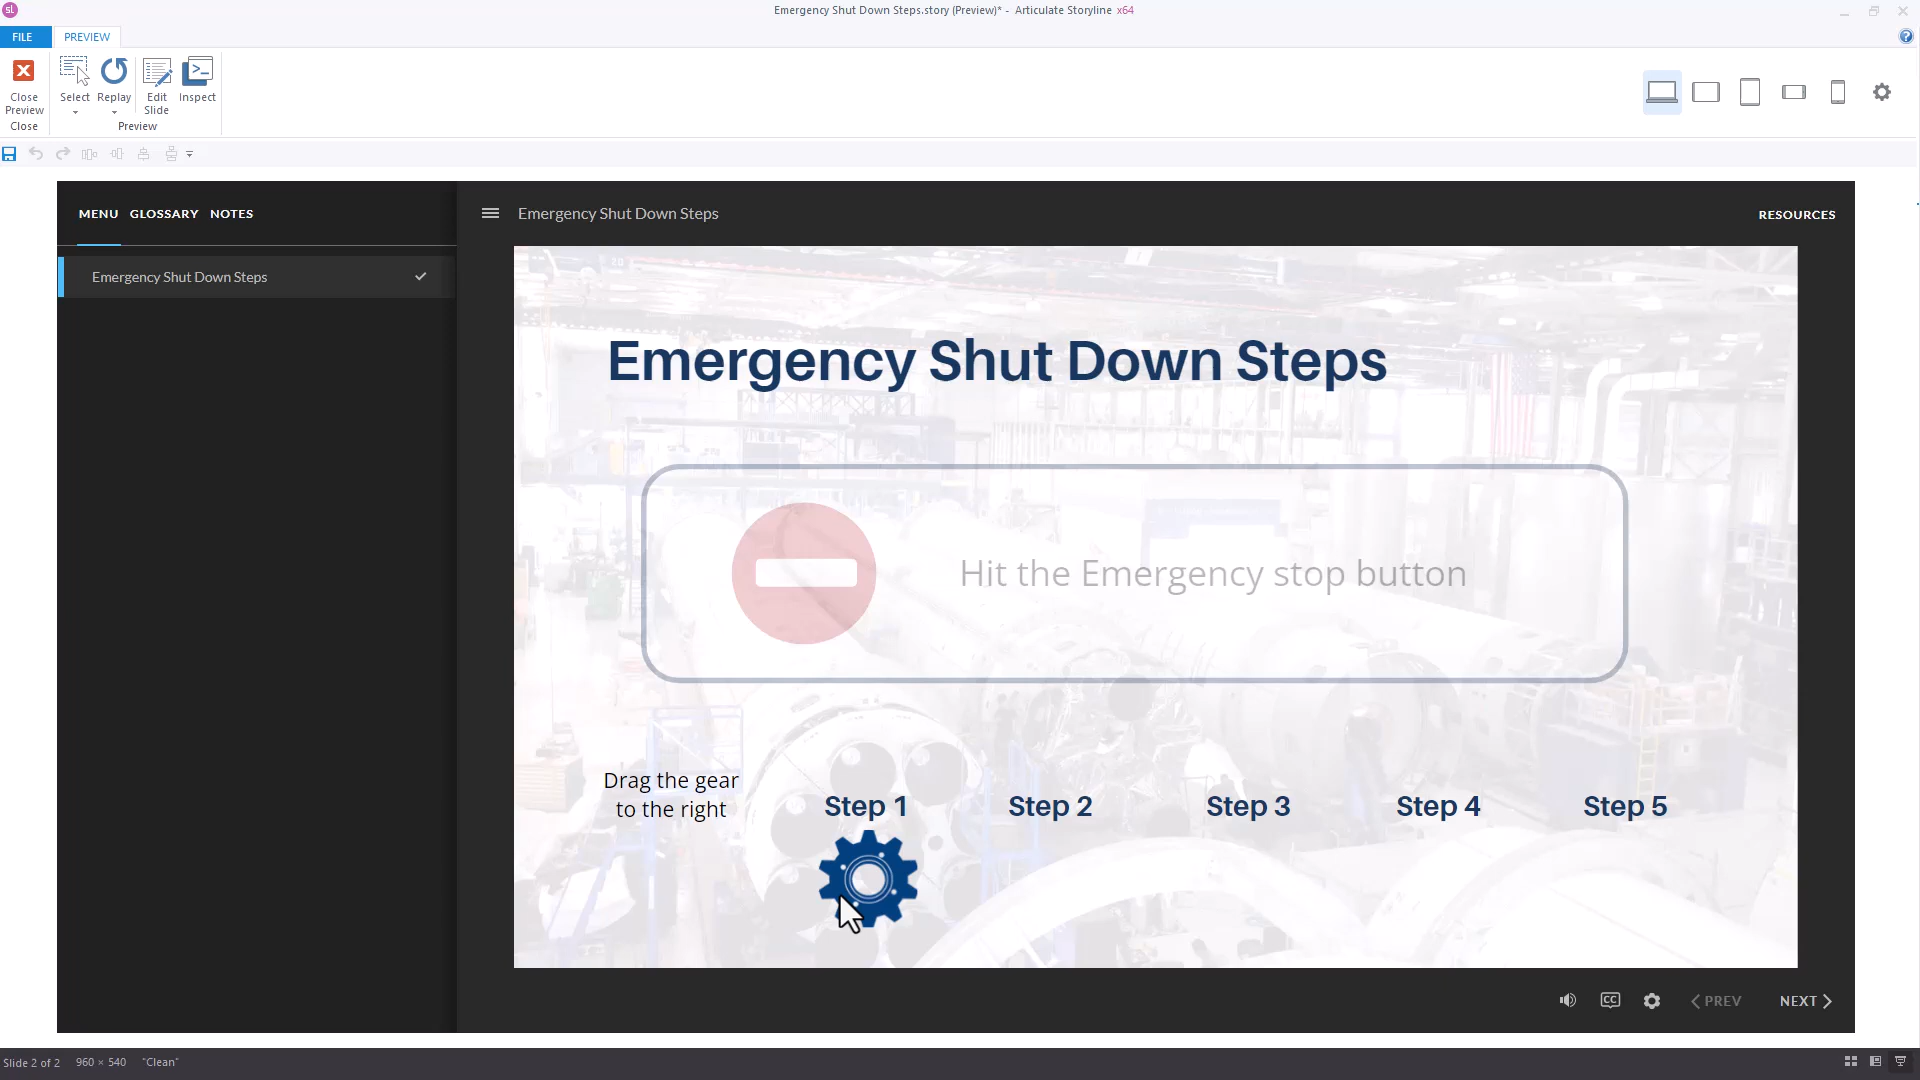 sl
Emergency Shut Down Steps.story (Preview)* - Articulate Storyline x64
FILE
PREVIEW
?
Close
Preview
Select
Replay
Edit
Slide
Inspect
Close
Preview
MENU
GLOSSARY
NOTES
Emergency Shut Down Steps
RESOURCES
Emergency Shut Down Steps
20
Emergency Shut Down Steps
Hit the Emergency stop button
Drag the gear
to the right
Step 1
Step 2
Step 3
Step 4
Step 5
CC
PREV
NEXT
Slide 2 of 2
960 × 540
"Clean"